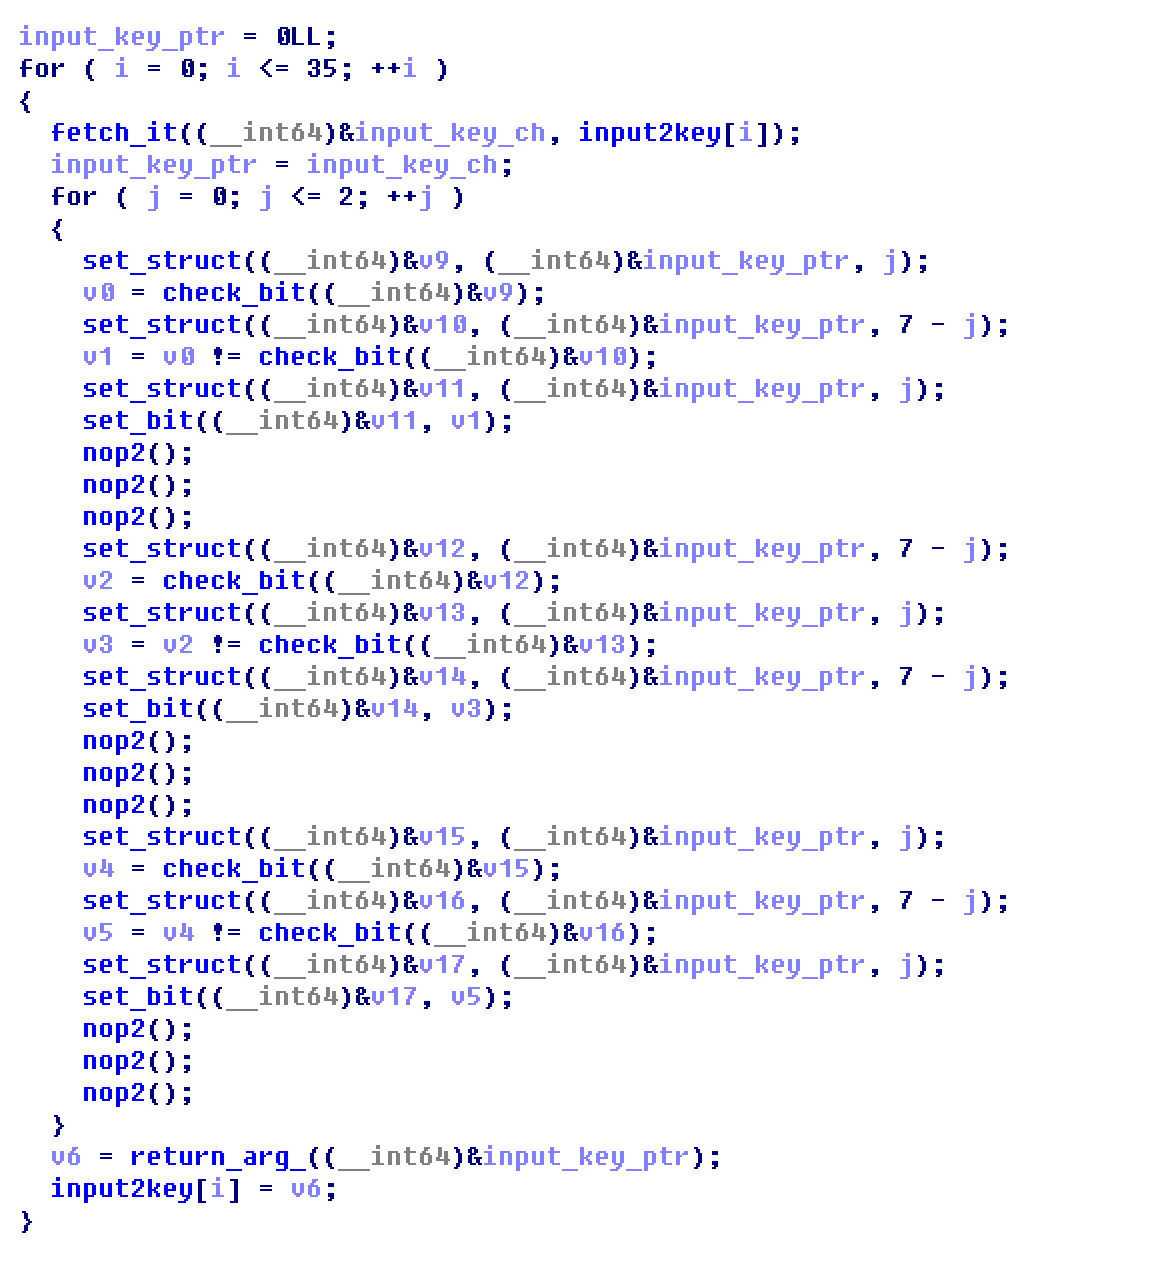 input_key_ptr = 0LL;
for ( i = 0; i <= 35; ++i )
{
  fetch_it((__int64)&input_key_ch, input2key[i]);
  input_key_ptr = input_key_ch;
  for ( j = 0; j <= 2; ++j )
  {
    set_struct((__int64)&v9, (__int64)&input_key_ptr, j);
    v0 = check_bit((__int64)&v9);
    set_struct((__int64)&v10, (__int64)&input_key_ptr, 7 - j);
    v1 = v0 != check_bit((__int64)&v10);
    set_struct((__int64)&v11, (__int64)&input_key_ptr, j);
    set_bit((__int64)&v11, v1);
    nop2();
    nop2();
    nop2();
    set_struct((__int64)&v12, (__int64)&input_key_ptr, 7 - j);
    v2 = check_bit((__int64)&v12);
    set_struct((__int64)&v13, (__int64)&input_key_ptr, j);
    v3 = v2 != check_bit((__int64)&v13);
    set_struct((__int64)&v14, (__int64)&input_key_ptr, 7 - j);
    set_bit((__int64)&v14, v3);
    nop2();
    nop2();
    nop2();
    set_struct((__int64)&v15, (__int64)&input_key_ptr, j);
    v4 = check_bit((__int64)&v15);
    set_struct((__int64)&v16, (__int64)&input_key_ptr, 7 - j);
    v5 = v4 != check_bit((__int64)&v16);
    set_struct((__int64)&v17, (__int64)&input_key_ptr, j);
    set_bit((__int64)&v17, v5);
    nop2();
    nop2();
    nop2();
  }
  v6 = return_arg_((__int64)&input_key_ptr);
  input2key[i] = v6;
}